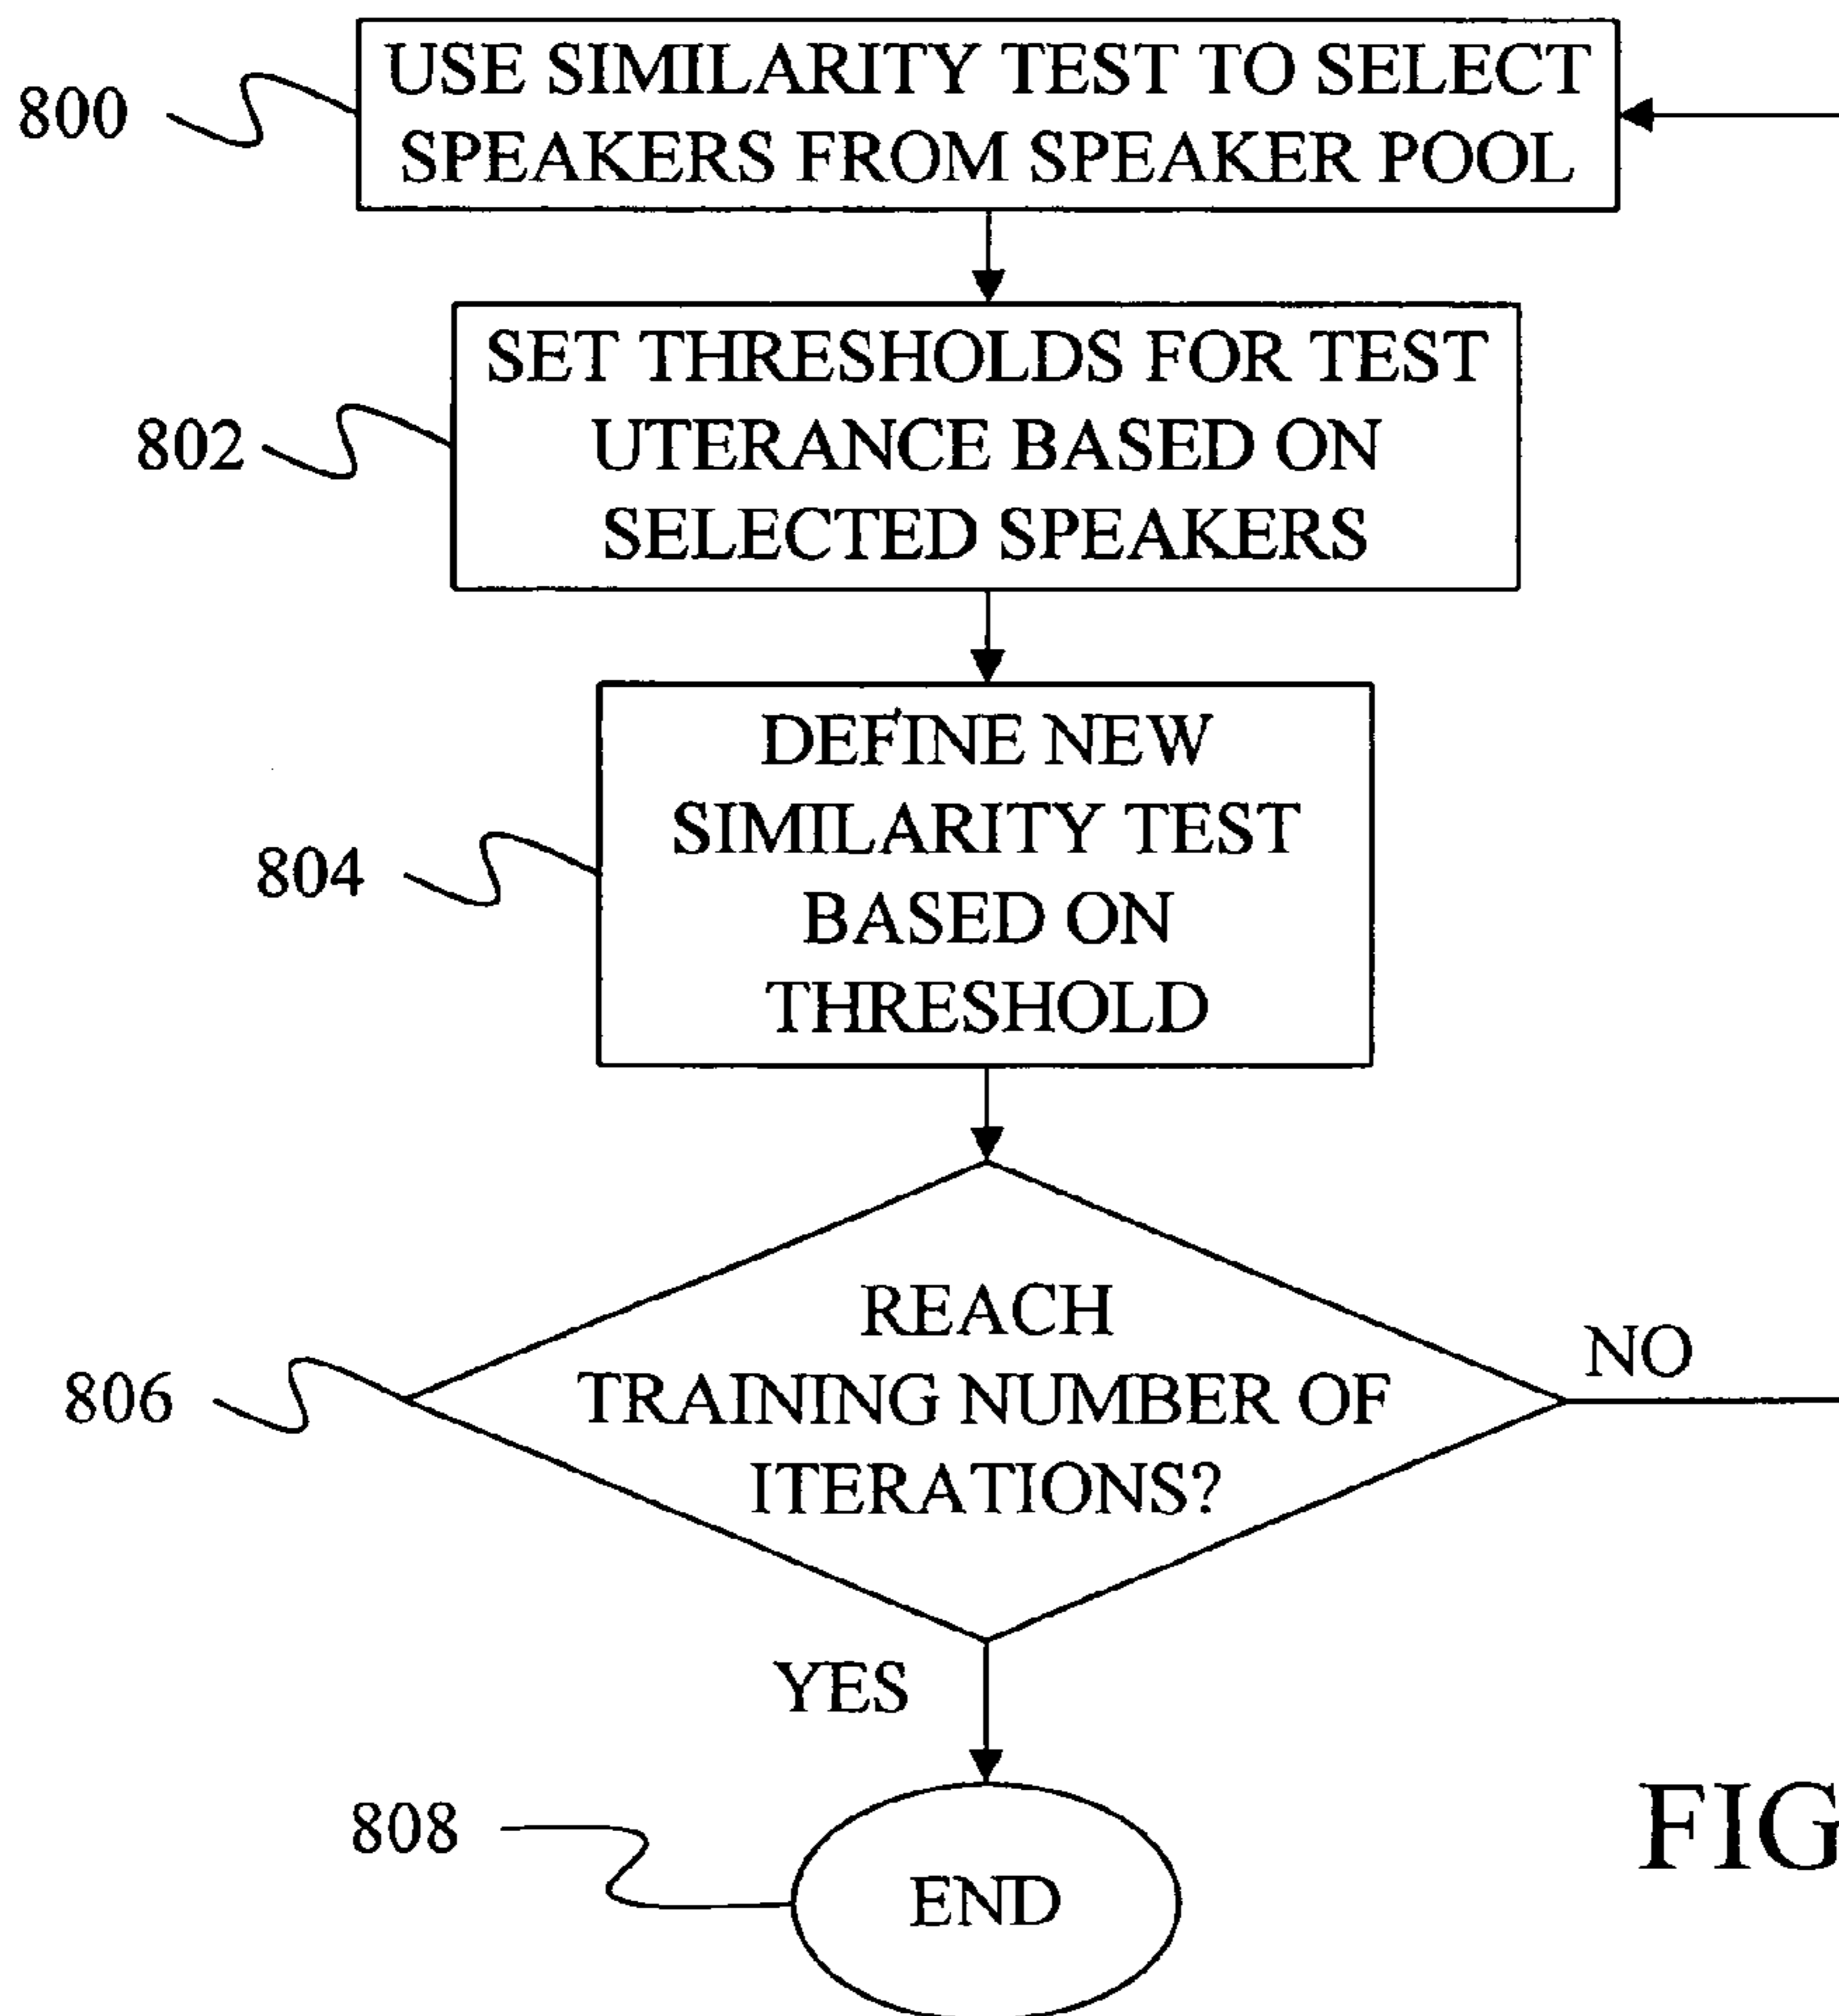 800
USE SIMILARITY TEST TO SELECT
SPEAKERS FROM SPEAKER POOL
802
SET THRESHOLDS FOR TEST
UTERANCE BASED ON
SELECTED SPEAKERS
804
DEFINE NEW
SIMILARITY TEST
BASED ON
THRESHOLD
806
REACH
TRAINING NUMBER OF
ITERATIONS?
NO
YES
808
END
FIG